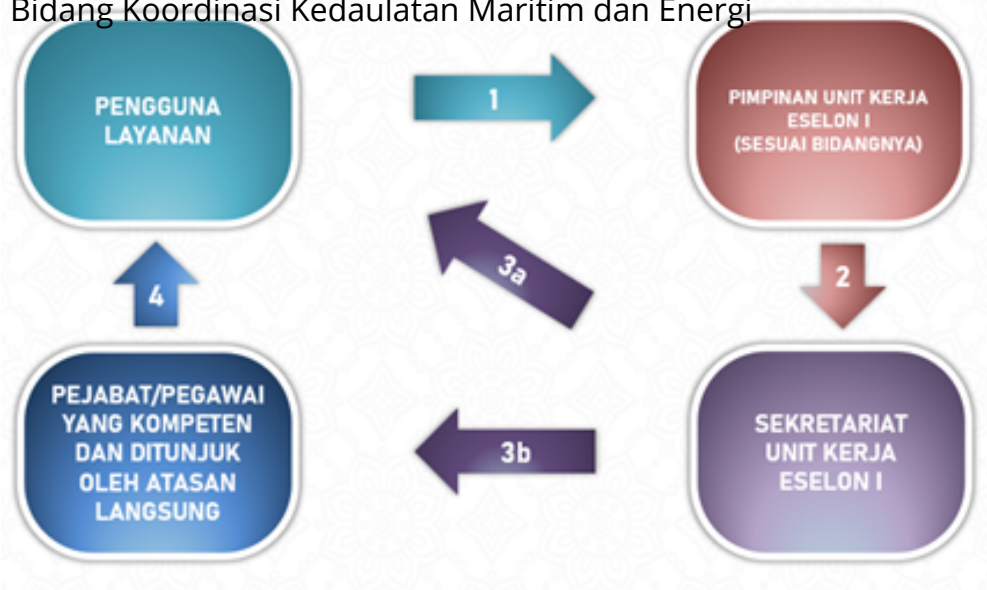 Bidang Koordinasi Kedaulatan Maritim dan Energi
PENGGUNA
LAYANAN
1
PIMPINAN UNIT KERJA
ESELON I
(SESUAI BIDANGNYA)
2
3a
4
PEJABAT/PEGAWAI
YANG KOMPETEN
DAN DITUNJUK
OLEH ATASAN
LANGSUNG
3b
SEKRETARIAT
UNIT KERJA
ESELON I